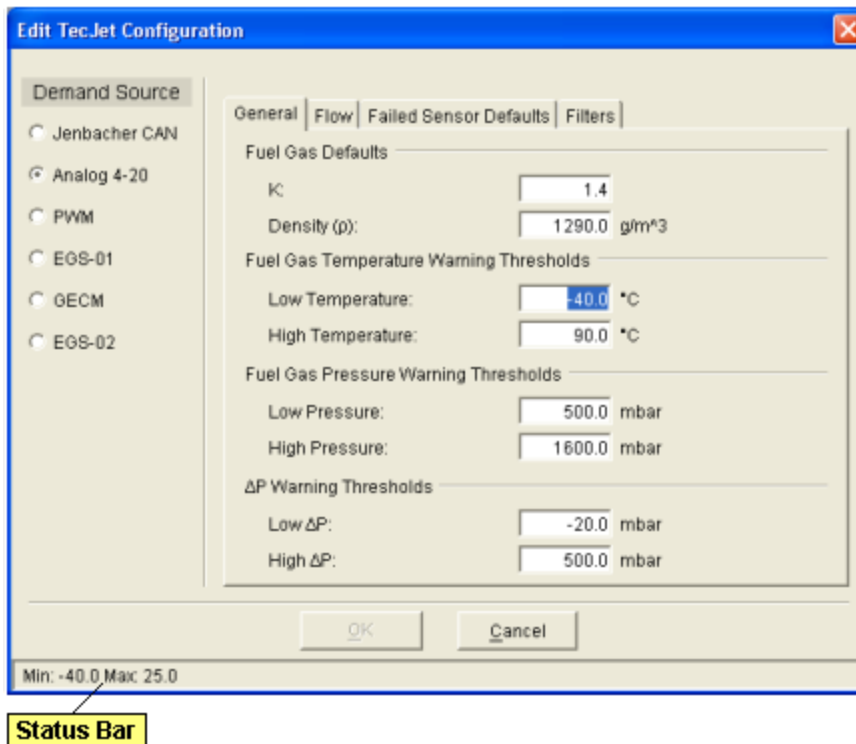 Edit TecJet Configuration
Demand Source
Jenbacher CAN
Analog 4-20
PWM
EGS-01
GECM
EGS-02
General Flow Failed Sensor Defaults Filters
Fuel Gas Defaults
K: 1.4
Density (ρ): 1290.0 g/m^3
Fuel Gas Temperature Warning Thresholds
Low Temperature: -40.0 °C
High Temperature: 90.0 °C
Fuel Gas Pressure Warning Thresholds
Low Pressure: 500.0 mbar
High Pressure: 1600.0 mbar
ΔP Warning Thresholds
Low ΔP: -20.0 mbar
High ΔP: 500.0 mbar
OK Cancel
Min: -40.0 Max: 25.0
Status Bar